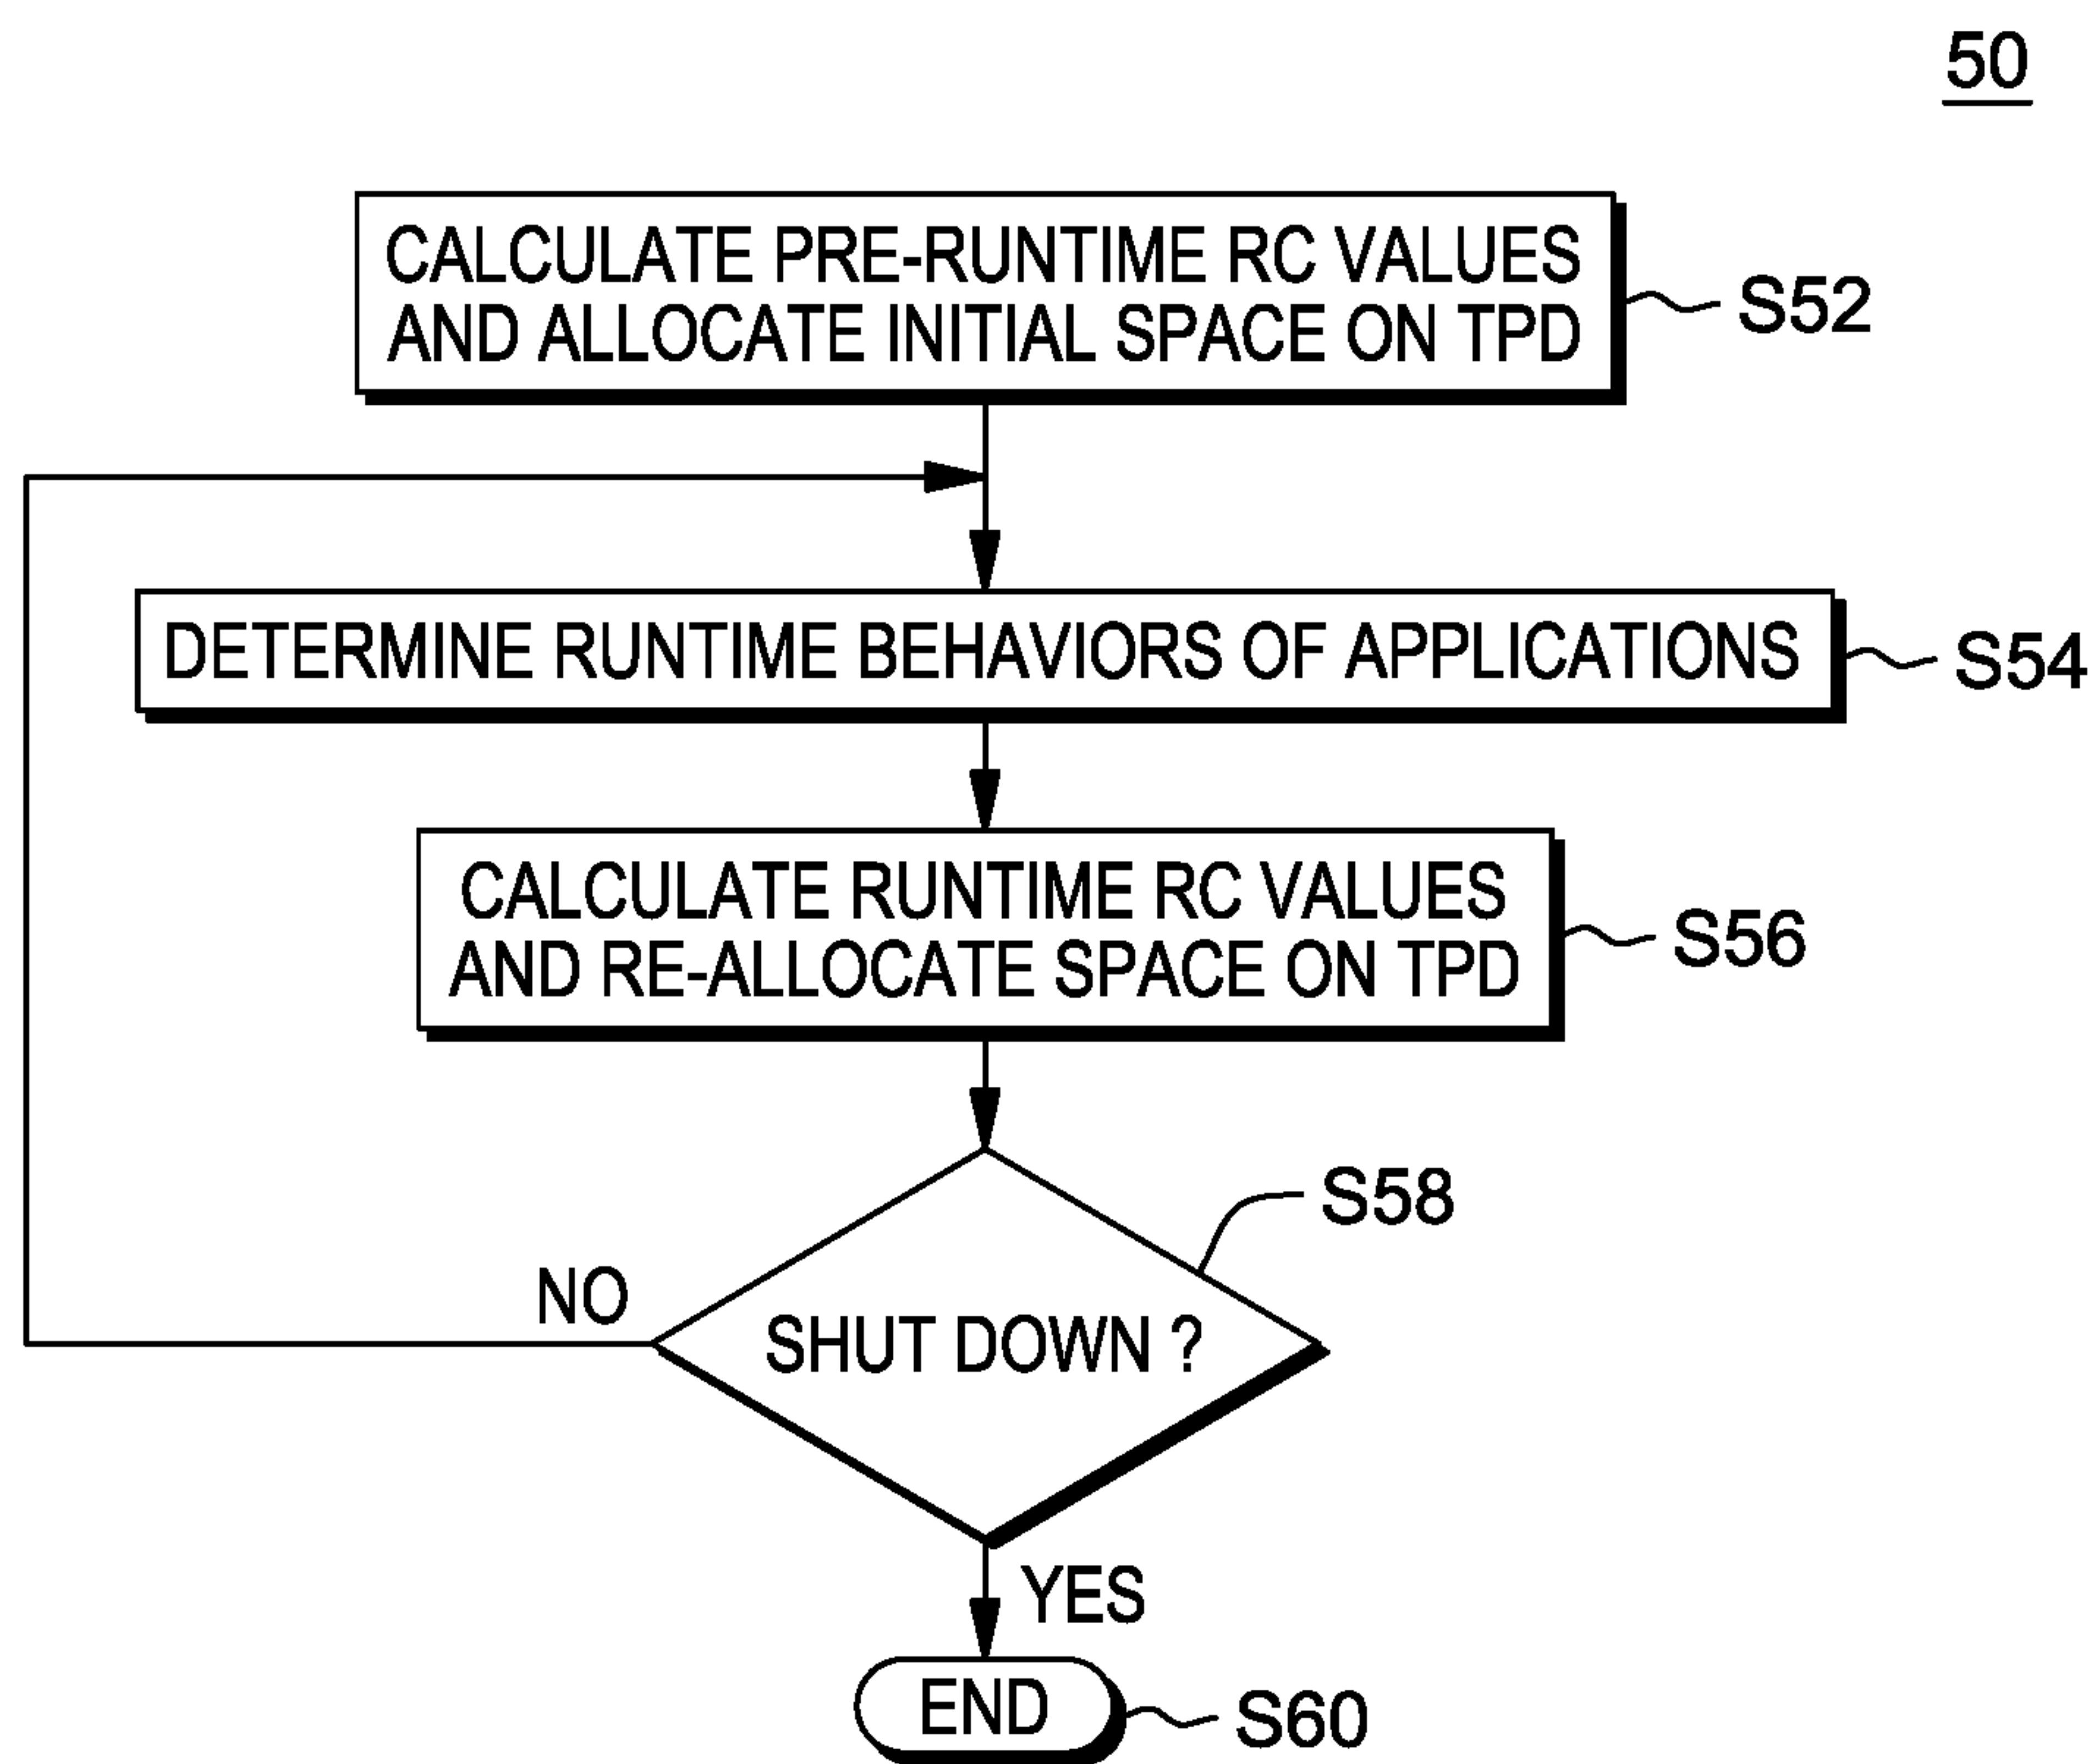 50
CALCULATE PRE-RUNTIME RC VALUES
AND ALLOCATE INITIAL SPACE ON TPD
S52
DETERMINE RUNTIME BEHAVIORS OF APPLICATIONS
S54
CALCULATE RUNTIME RC VALUES
AND RE-ALLOCATE SPACE ON TPD
S56
S58
NO
SHUT DOWN ?
YES
END
S60